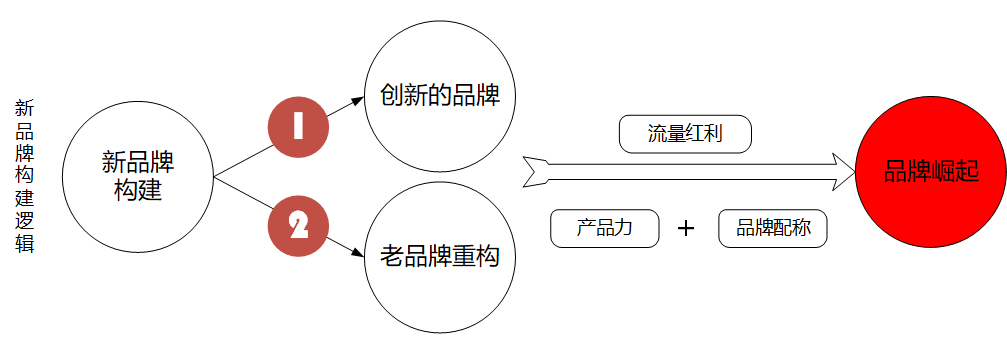 新品牌构建逻辑
新品牌
构建
1
创新的品牌
2
老品牌重构
流量红利
产品力 + 品牌配称
品牌崛起